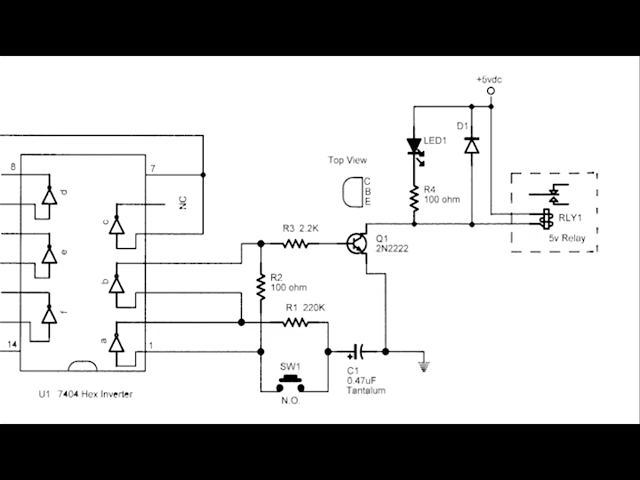 +5vdc
D1
LED1
8
7
Top View
C
B
E
R4
100 ohm
RLY1
5v Relay
d
c
NC
R3 2.2K
Q1
2N2222
e
b
R2
100 ohm
R1 220K
f
a
14
1
SW1
N.O.
C1
0.47uF
Tantalum
+
U1 7404 Hex Inverter